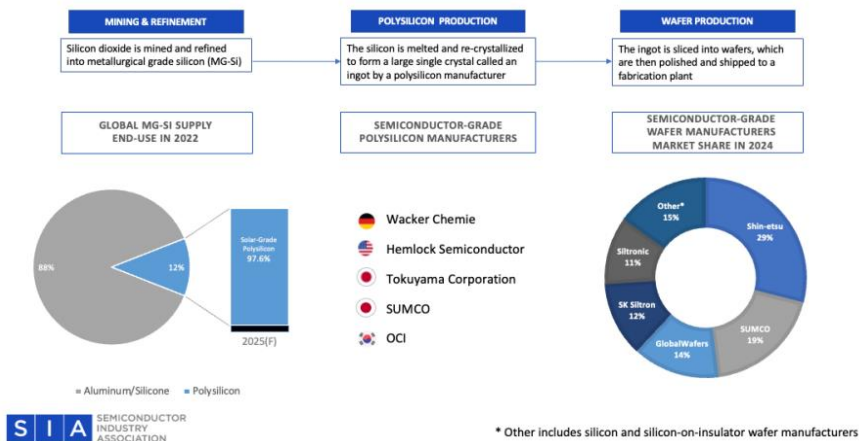 MINING & REFINEMENT
Silicon dioxide is mined and refined
into metallurgical grade silicon (MG-Si)
POLYSILICON PRODUCTION
The silicon is melted and re-crystallized
to form a large single crystal called an
ingot by a polysilicon manufacturer
WAFER PRODUCTION
The ingot is sliced into wafers, which
are then polished and shipped to a
fabrication plant
GLOBAL MG-SI SUPPLY
END-USE IN 2022
SEMICONDUCTOR-GRADE
POLYSILICON MANUFACTURERS
SEMICONDUCTOR-GRADE
WAFER MANUFACTURERS
MARKET SHARE IN 2024
88%
12%
Solar-Grade
Polysilicon
97.6%
2025(F)
Aluminum/Silicone
Polysilicon
Wacker Chemie
Hemlock Semiconductor
Tokuyama Corporation
SUMCO
OCI
Other*
15%
Shin-etsu
29%
Siltronic
11%
SK Siltron
12%
GlobalWafers
14%
SUMCO
19%
SIA
SEMICONDUCTOR
INDUSTRY
ASSOCIATION
* Other includes silicon and silicon-on-insulator wafer manufacturers